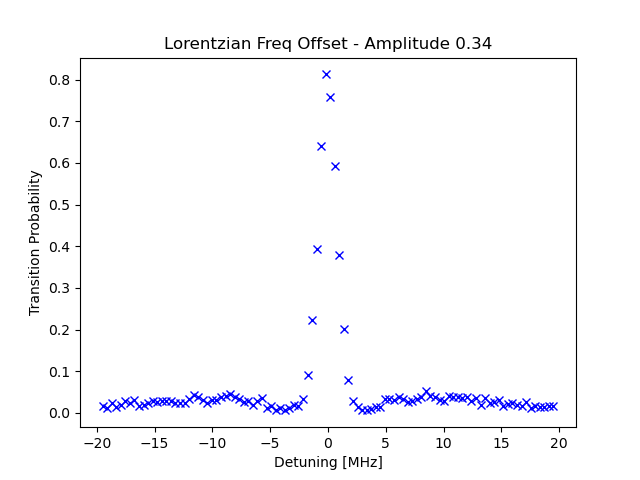 Lorentzian Freq Offset - Amplitude 0.34
Transition Probability
0.8
0.7
0.6
0.5
0.4
0.3
0.2
0.1
0.0
−20 −15 −10 −5 0 5 10 15 20
Detuning [MHz]